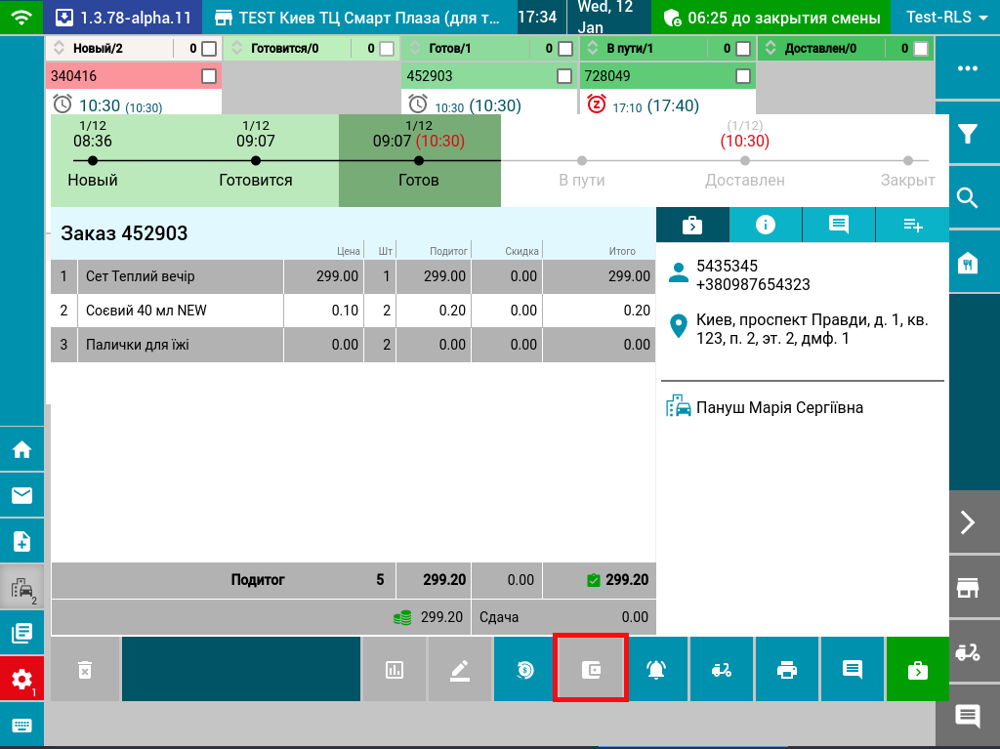 1.3.78-alpha.11 TEST Киев ТЦ Смарт Плаза (для т... 17:34 Wed, 12 Jan 06:25 до закрытия смены Test-RLS
Новый/2 0 Готовится/0 0 Готов/1 0 В пути/1 0 Доставлен/0 0
340416 452903 728049
10:30 (10:30) 10:30 (10:30) 17:10 (17:40)
1/12 1/12 1/12 (1/12)
08:36 09:07 09:07 (10:30) (10:30)
Новый Готовится Готов В пути Доставлен Закрыт
Заказ 452903
Цена Шт Подитог Скидка Итого
1 Сет Теплий вечір 299.00 1 299.00 0.00 299.00
2 Соєвий 40 мл NEW 0.10 2 0.20 0.00 0.20
3 Палички для їжі 0.00 2 0.00 0.00 0.00
5435345
+380987654323
Киев, проспект Правди, д. 1, кв.
123, п. 2, эт. 2, дмф. 1
Пануш Марія Сергіївна
Подитог 5 299.20 0.00 299.20
299.20 Сдача 0.00
2
1